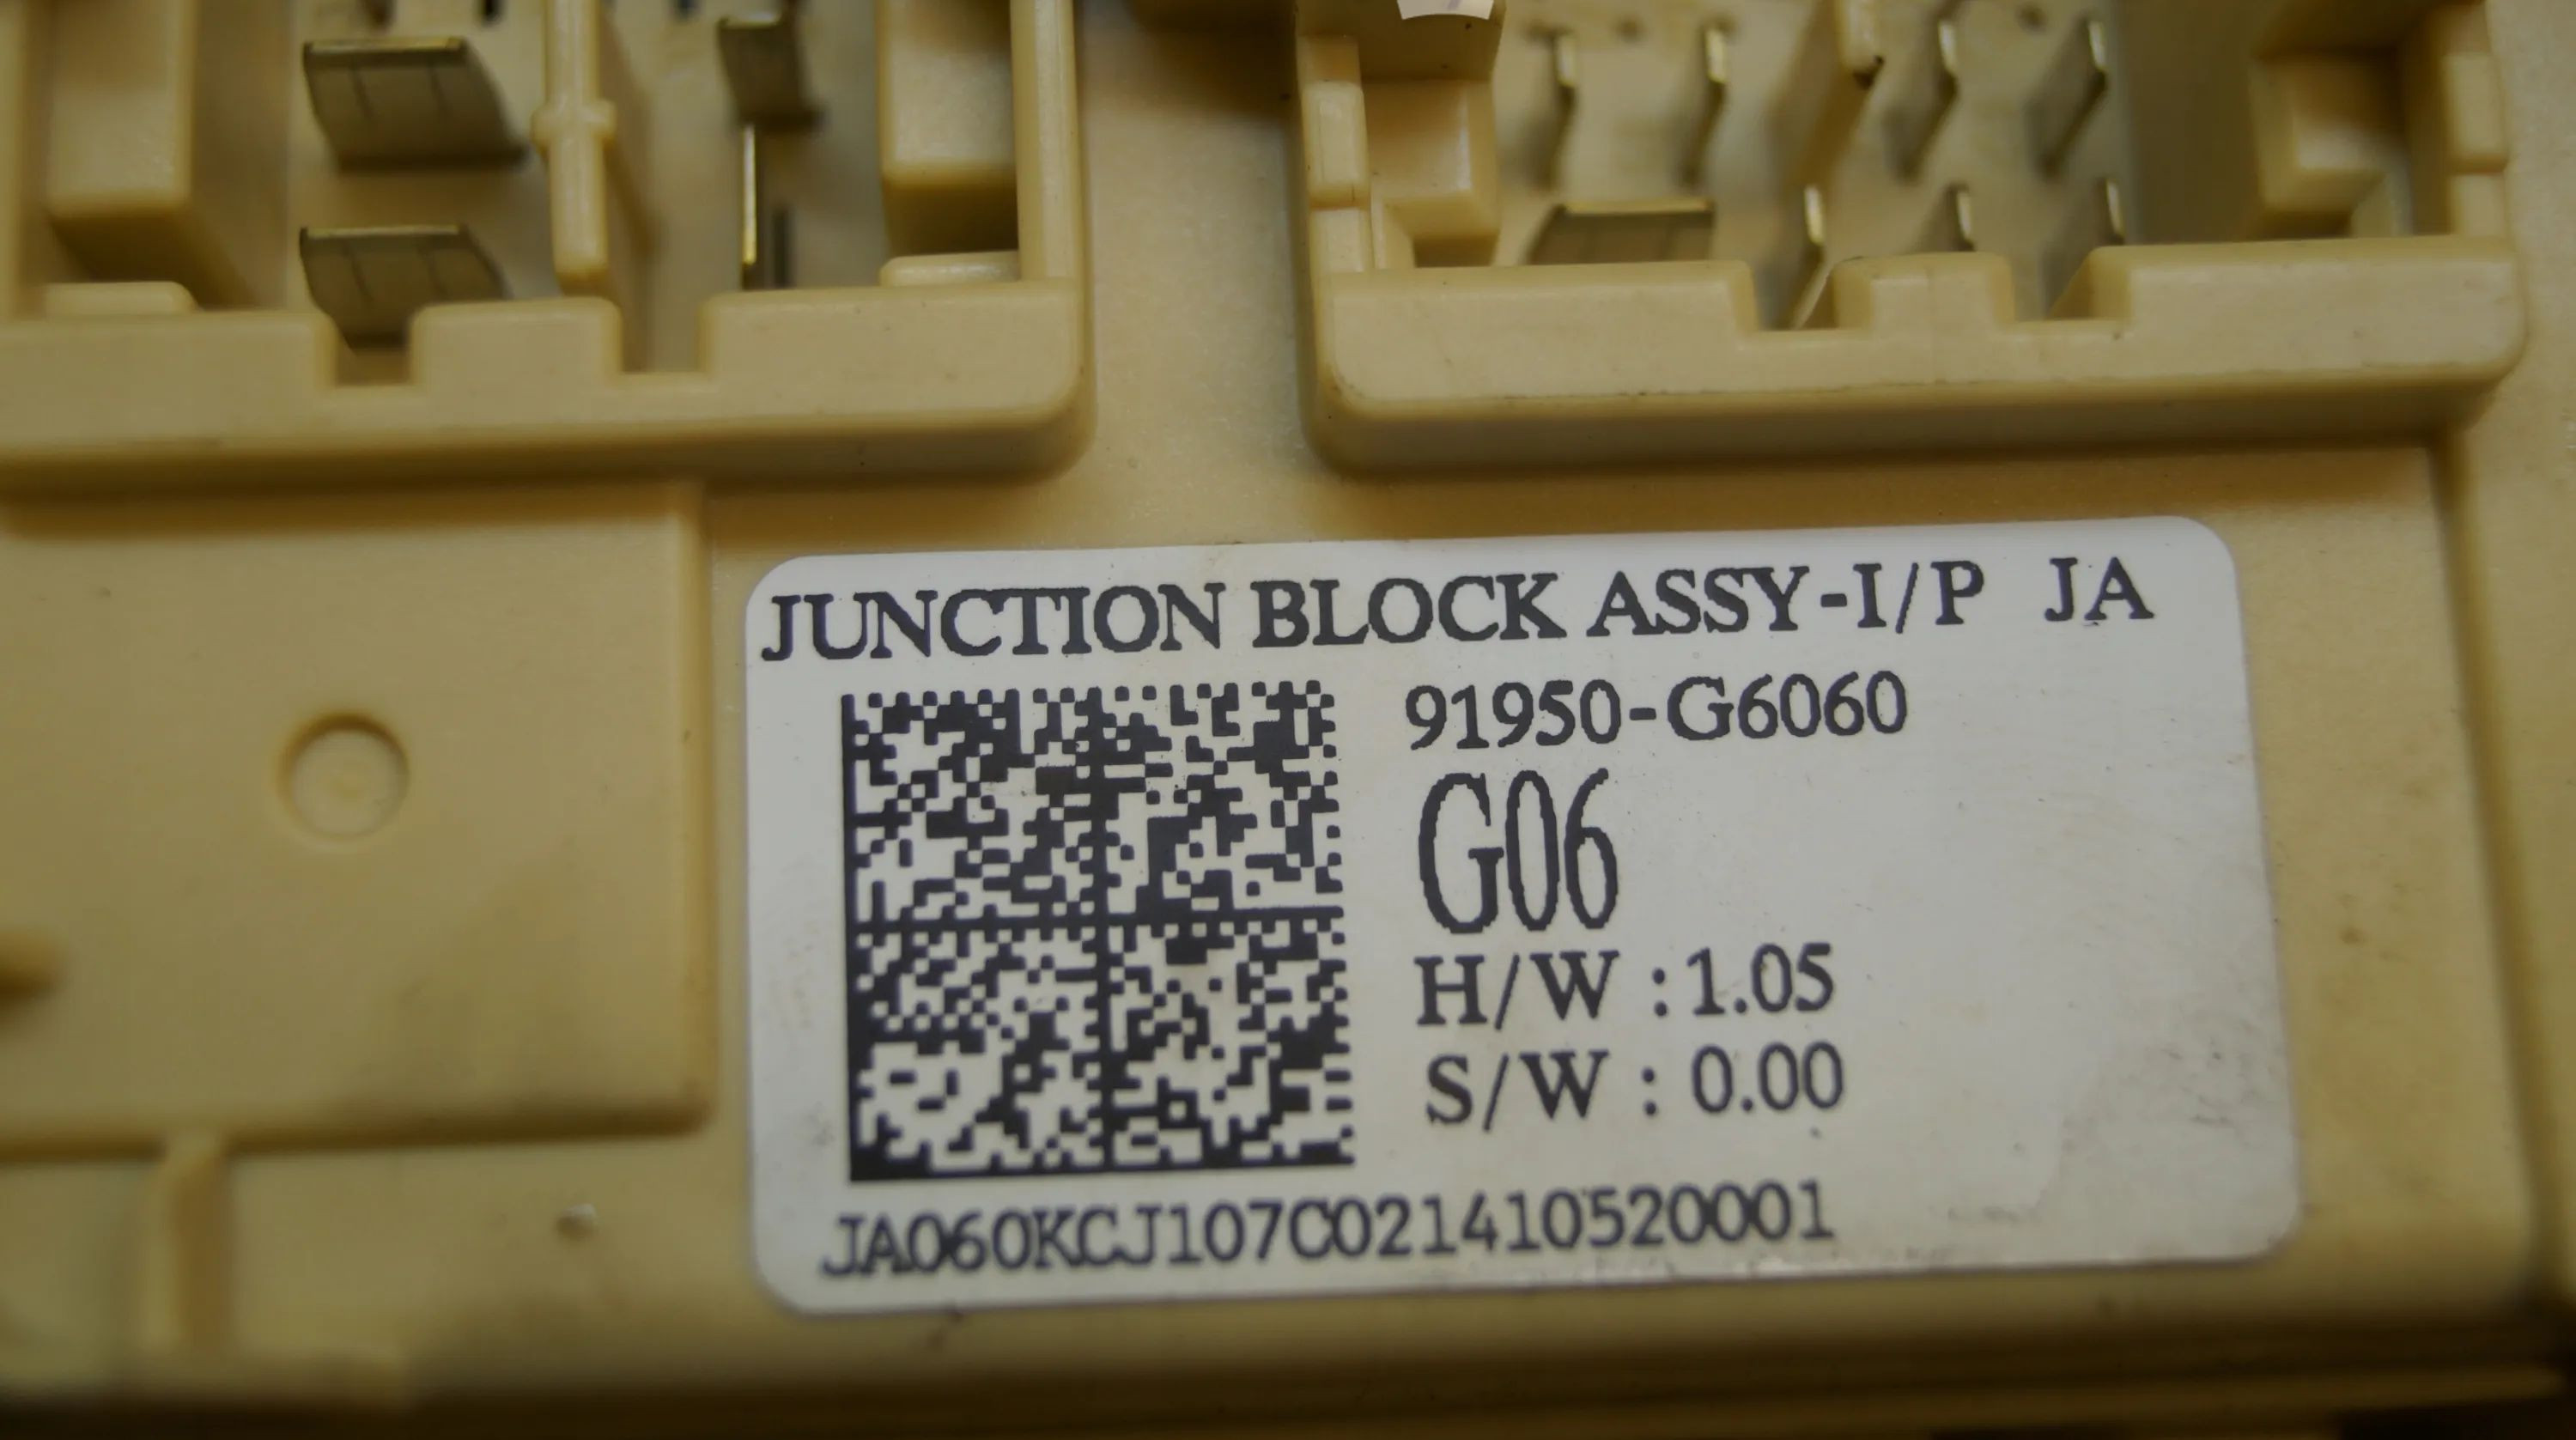 JUNCTION BLOCK ASSY-I/P JA
91950-G6060
G06
H/W :1.05
S/W : 0.00
JA060KCJ107C021410520001